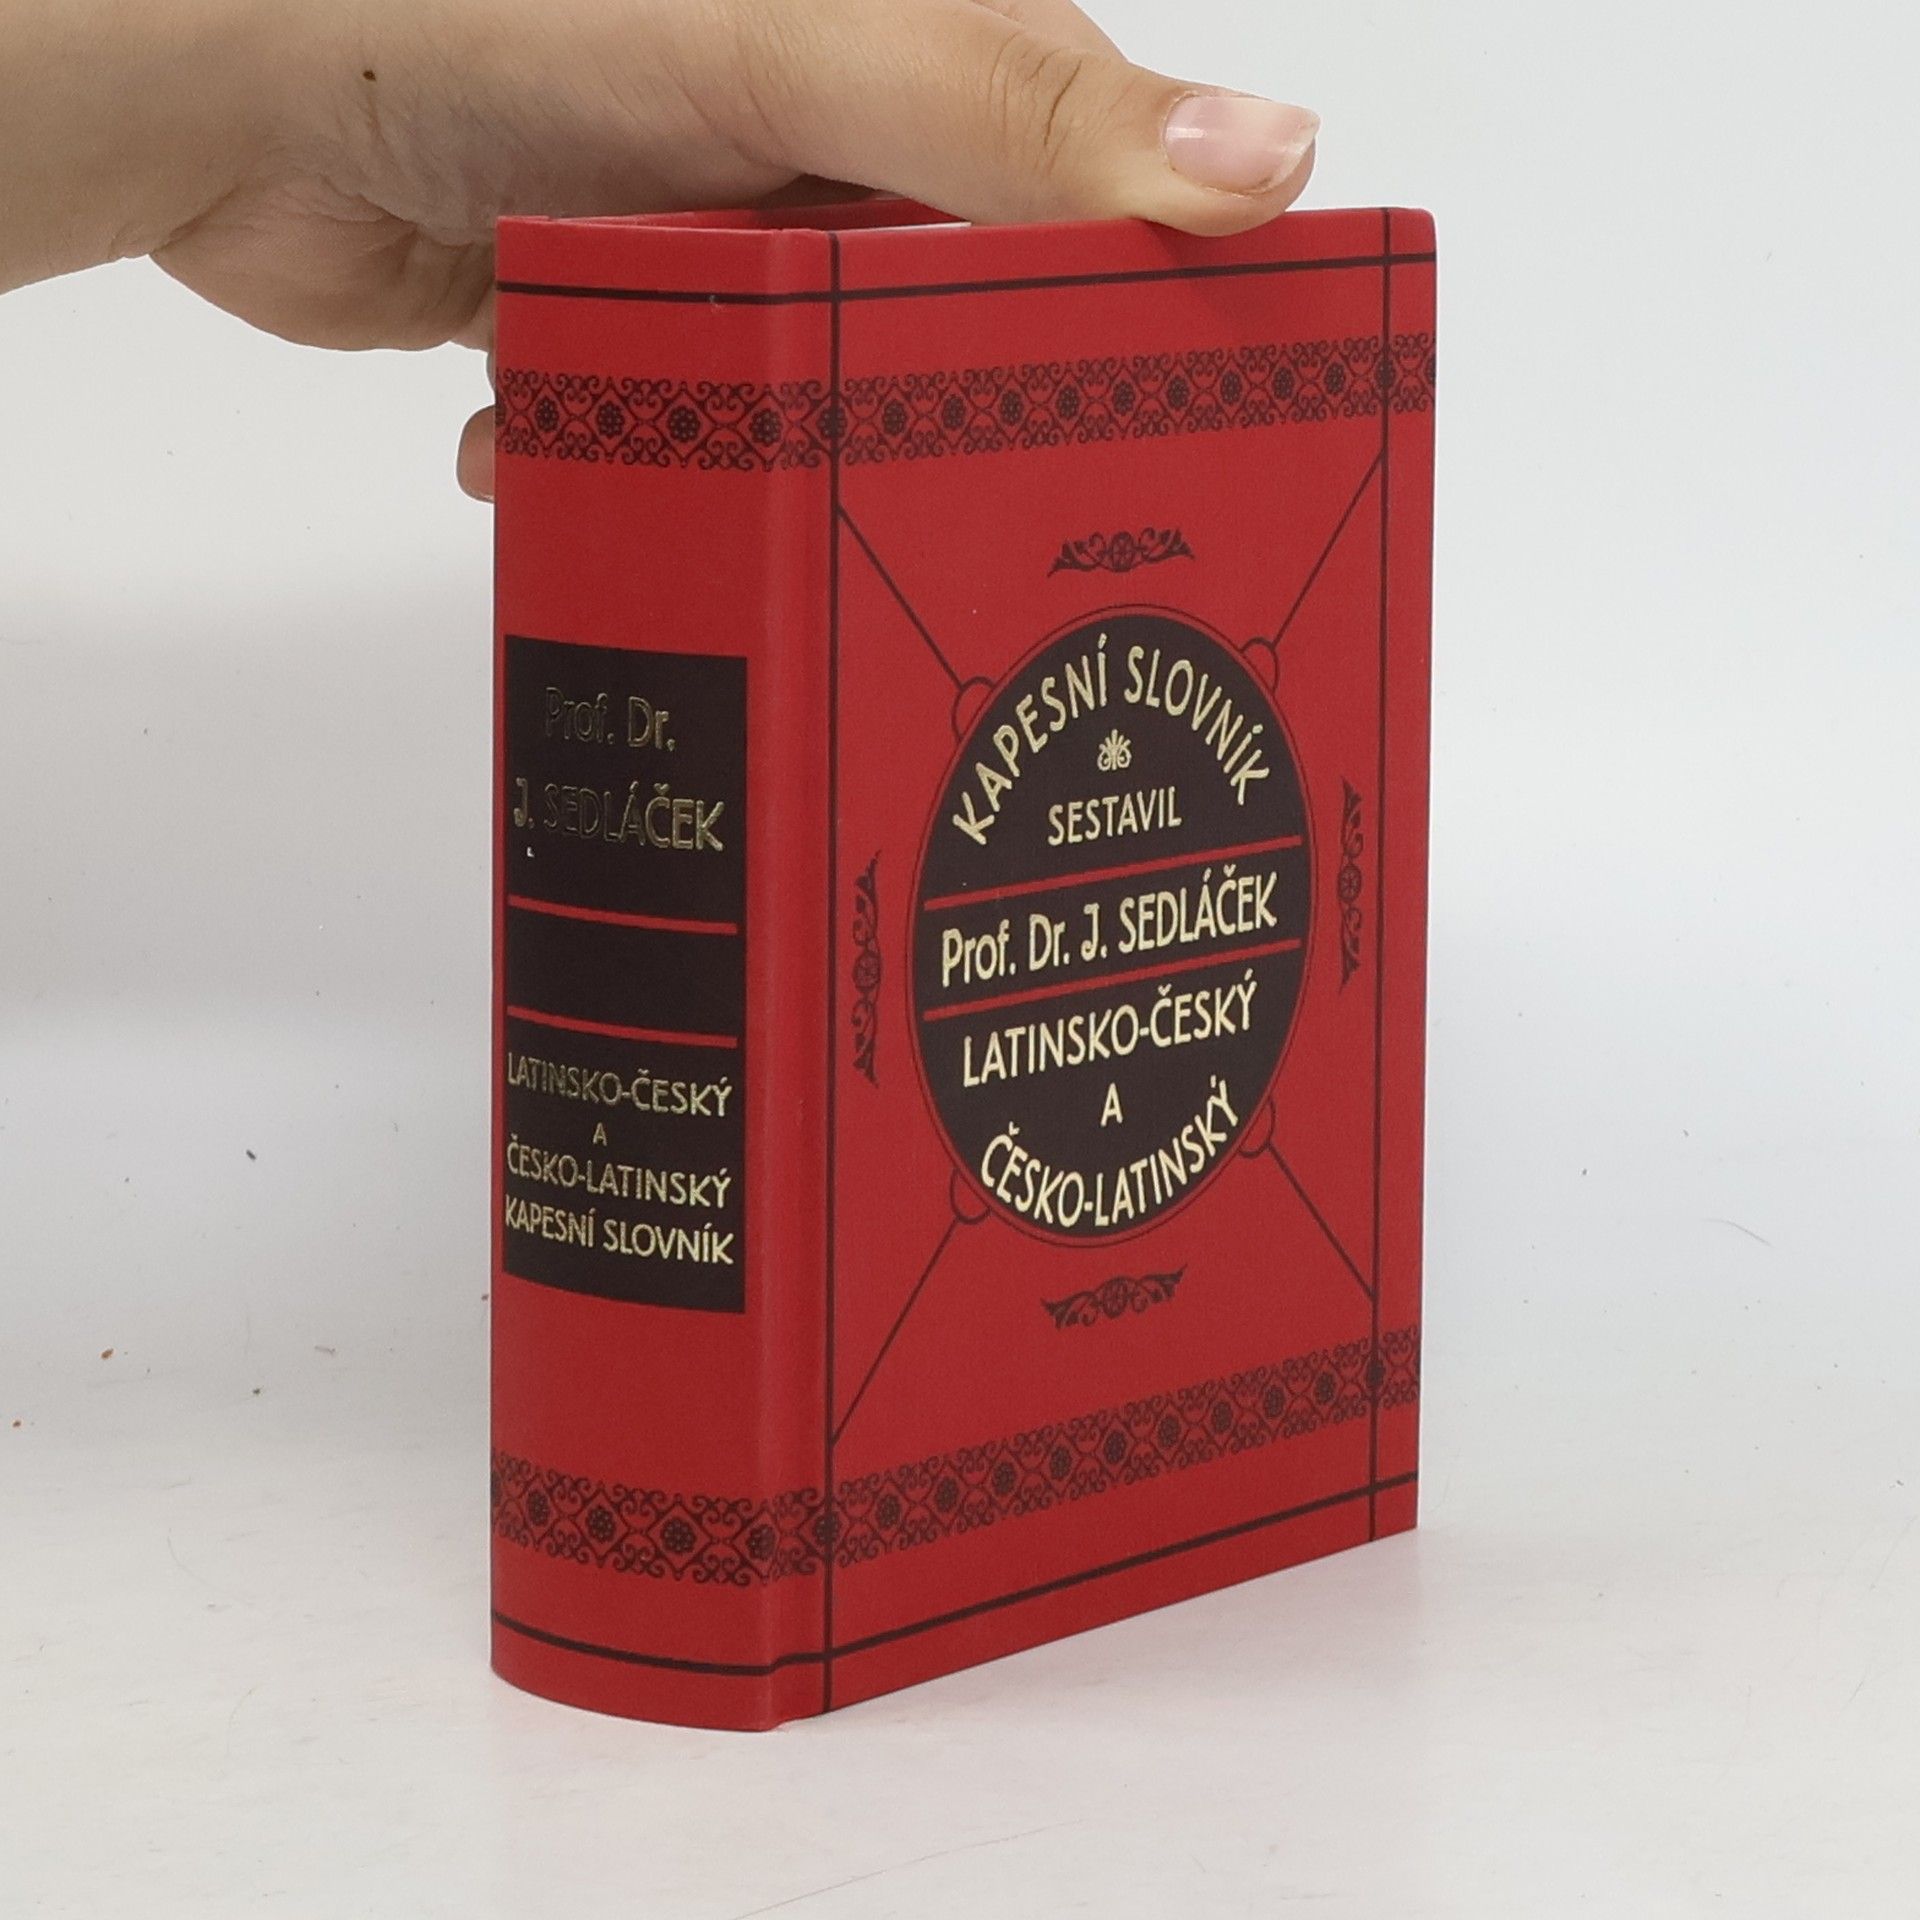 Prof. Dr.
J. SEDLÁČEK
LATINSKO-ČESKÝ
A
ČESKO-LATINSKÝ
KAPESNÍ SLOVNÍK
KAPESNÍ SLOVNÍK
SESTAVIL
Prof. Dr. J. SEDLÁČEK
LATINSKO-ČESKÝ
A
ČESKO-LATINSKÝ